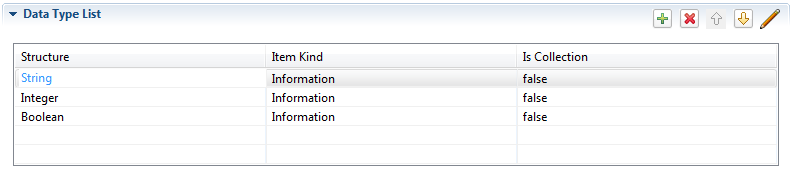 Data Type List
Structure Item Kind Is Collection
String Information false
Integer Information false
Boolean Information false